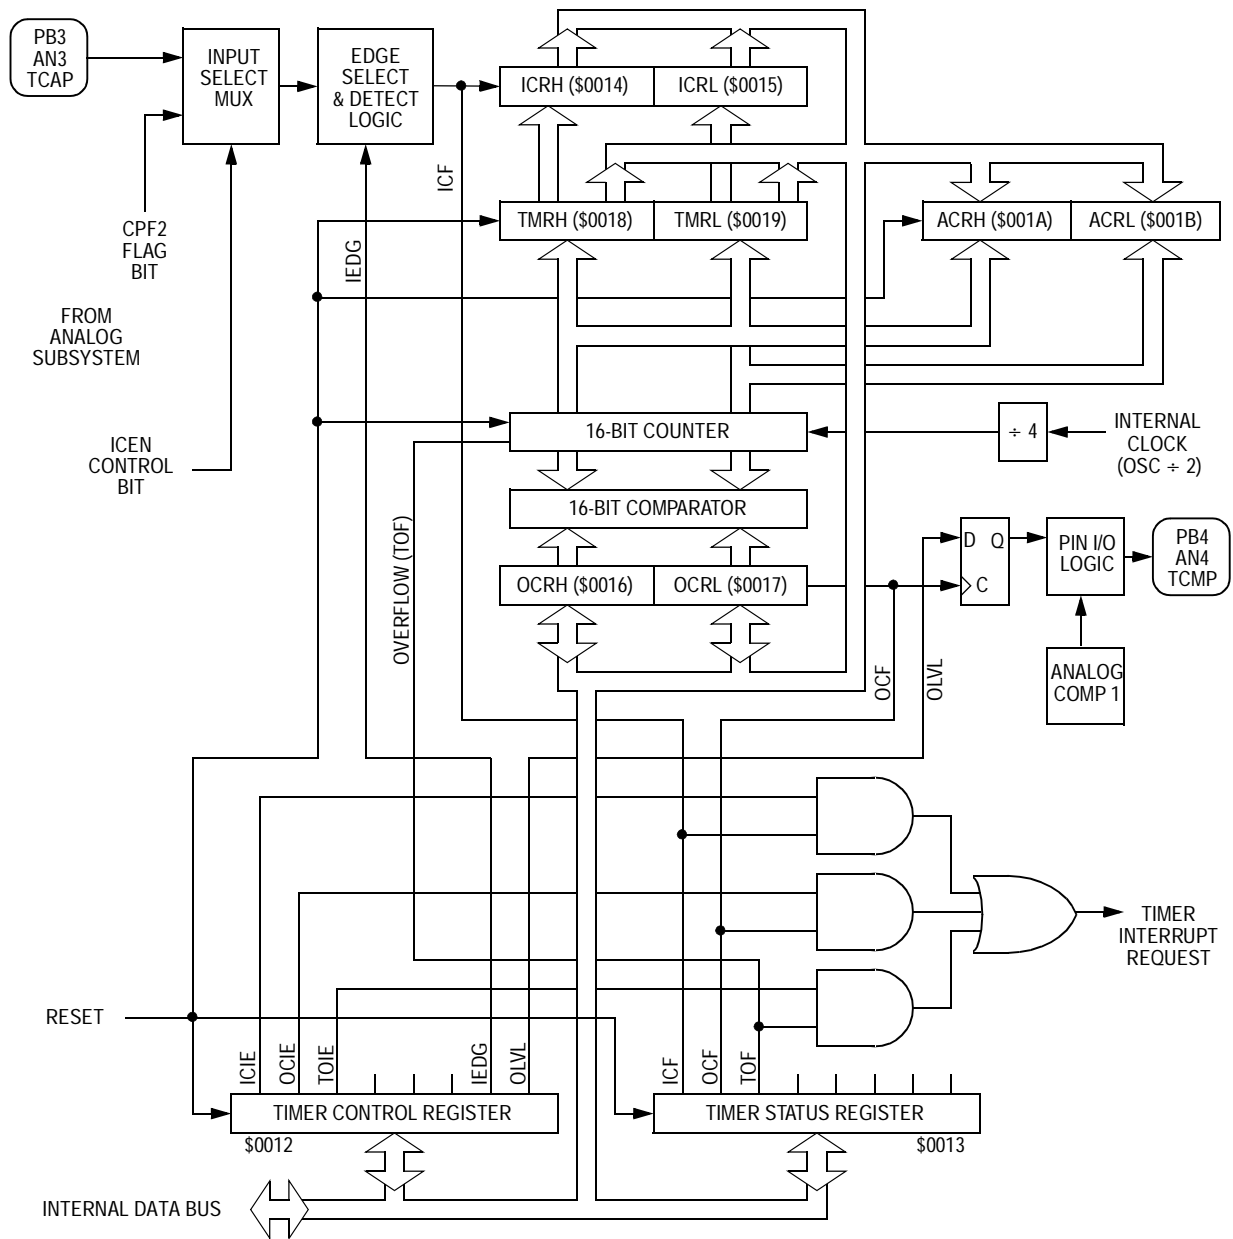 PB3
AN3
TCAP
INPUT
SELECT
MUX
EDGE
SELECT
& DETECT
LOGIC
ICRH ($0014)
ICRL ($0015)
ICF
CPF2
FLAG
BIT
IEDG
TMRH ($0018)
TMRL ($0019)
ACRH ($001A)
ACRL ($001B)
FROM
ANALOG
SUBSYSTEM
ICEN
CONTROL
BIT
16-BIT COUNTER
÷ 4
INTERNAL
CLOCK
(OSC ÷ 2)
16-BIT COMPARATOR
OVERFLOW (TOF)
OCRH ($0016)
OCRL ($0017)
D Q
C
PIN I/O
LOGIC
PB4
AN4
TCMP
OCF
OLVL
ANALOG
COMP 1
TIMER
INTERRUPT
REQUEST
RESET
ICIE
OCIE
TOIE
IEDG
OLVL
ICF
OCF
TOF
TIMER CONTROL REGISTER
$0012
TIMER STATUS REGISTER
$0013
INTERNAL DATA BUS